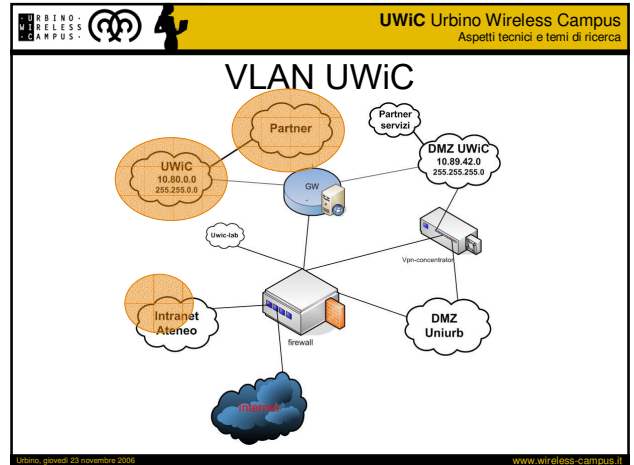 ·URBINO·
WIRELESS·
·CAMPUS·
UWiC Urbino Wireless Campus
Aspetti tecnici e temi di ricerca
VLAN UWiC
Partner
Partner
servizi
DMZ UWiC
10.89.42.0
255.255.255.0
UWiC
10.80.0.0
255.255.0.0
GW
Uwic-lab
Vpn-concentrator
Intranet
Ateneo
firewall
DMZ
Uniurb
Internet
Urbino, giovedì 23 novembre 2006
www.wireless-campus.it